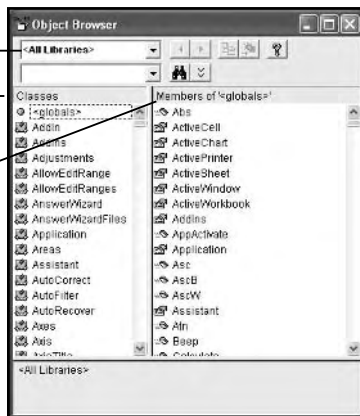 Object Browser
<All Libraries>
Classes
Members of '<globals>'
<globals>
AddIn
AddIns
Adjustments
AllowEditRange
AllowEditRanges
AnswerWizard
AnswerWizardFiles
Application
Areas
Assistant
AutoCorrect
AutoFilter
AutoRecover
Axes
Axis
AxisTitle
Abs
ActiveCell
ActiveChart
ActivePrinter
ActiveSheet
ActiveWindow
ActiveWorkbook
Addins
AppActivate
Application
Asc
AscB
AscW
Assistant
Atn
Beep
Calculate
<All Libraries>